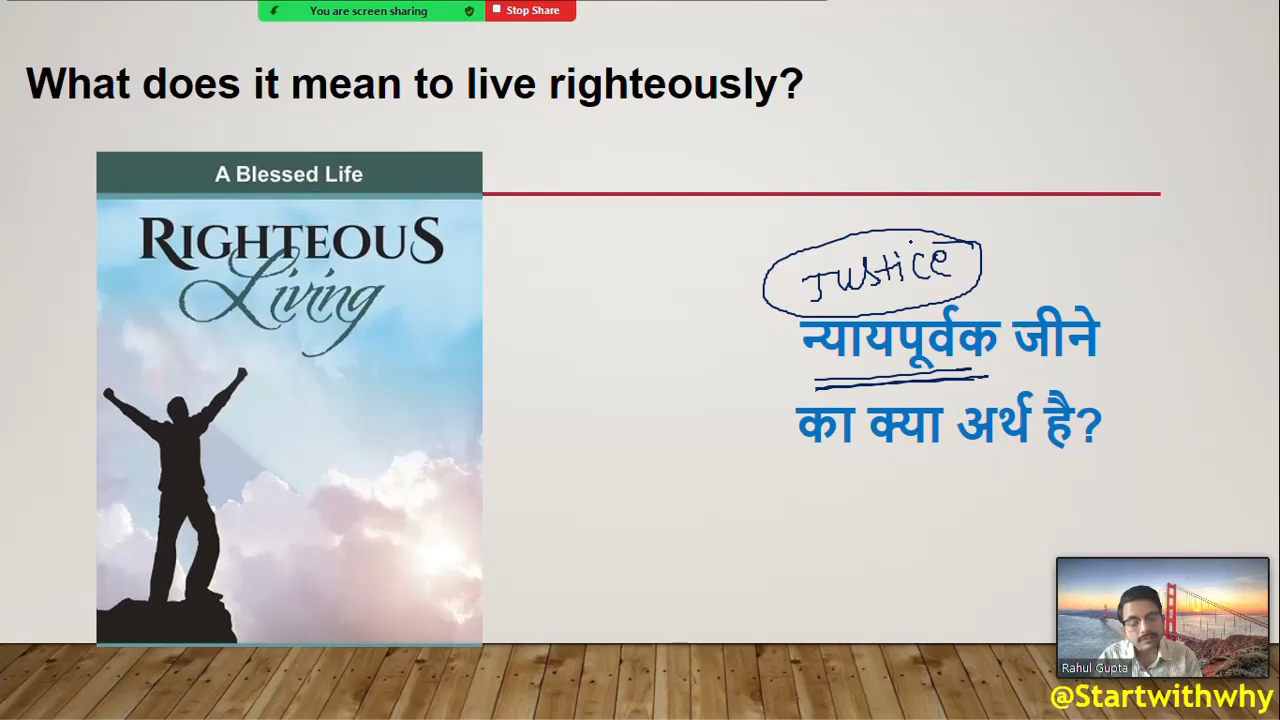 You are screen sharing
Stop Share
What does it mean to live righteously?
A Blessed Life
RIGHTEOUS
Living
Justice
न्यायपूर्वक जीने
का क्या अर्थ है?
Rahul Gupta
@Startwithwhy